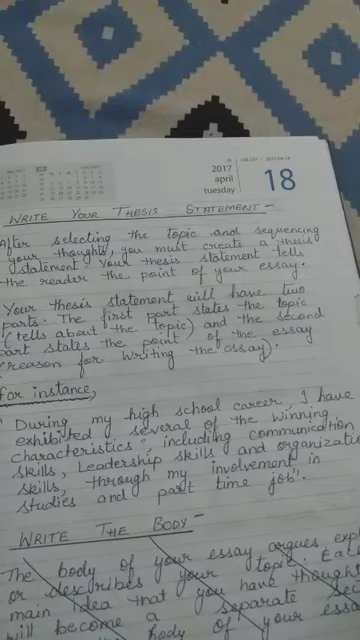 2017
april
tuesday
18
WRITE YOUR THESIS STATEMENT -
After selecting the topic and sequencing
your thoughts, you must create a thesis
statement. Your thesis statement tells
the reader the point of your essay.
Your thesis statement will have two
parts. The first part states the topic
(tells about the topic) and the second
part states the point of the essay
(reason for writing the essay).
for instance,
"During my high school career, I have
exhibited several of the winning
characteristics", including communication
skills, Leadership skills and organizatio
skills, through my involvement in
studies and part time job".
WRITE THE BODY -
The body of your essay argues exp
or describes your topic. Each
main idea that you have thought
will become a separate sec
body of your essa